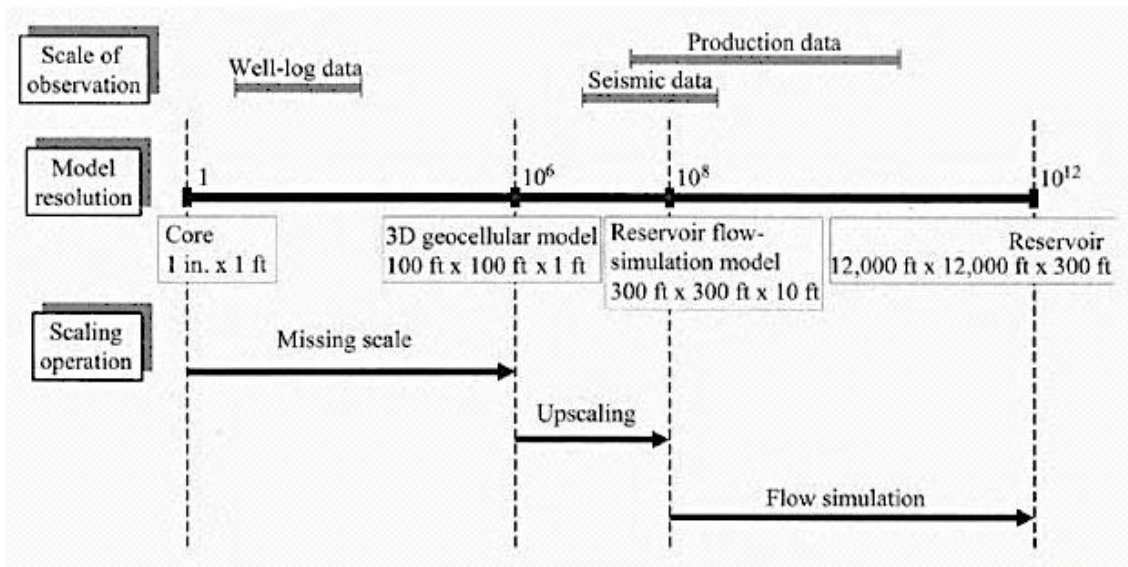 Scale of
observation
Well-log data
Production data
Seismic data
Model
resolution
1
10⁶
10⁸
10¹²
Core
1 in. x 1 ft
3D geocellular model
100 ft x 100 ft x 1 ft
Reservoir flow-
simulation model
300 ft x 300 ft x 10 ft
Reservoir
12,000 ft x 12,000 ft x 300 ft
Scaling
operation
Missing scale
Upscaling
Flow simulation